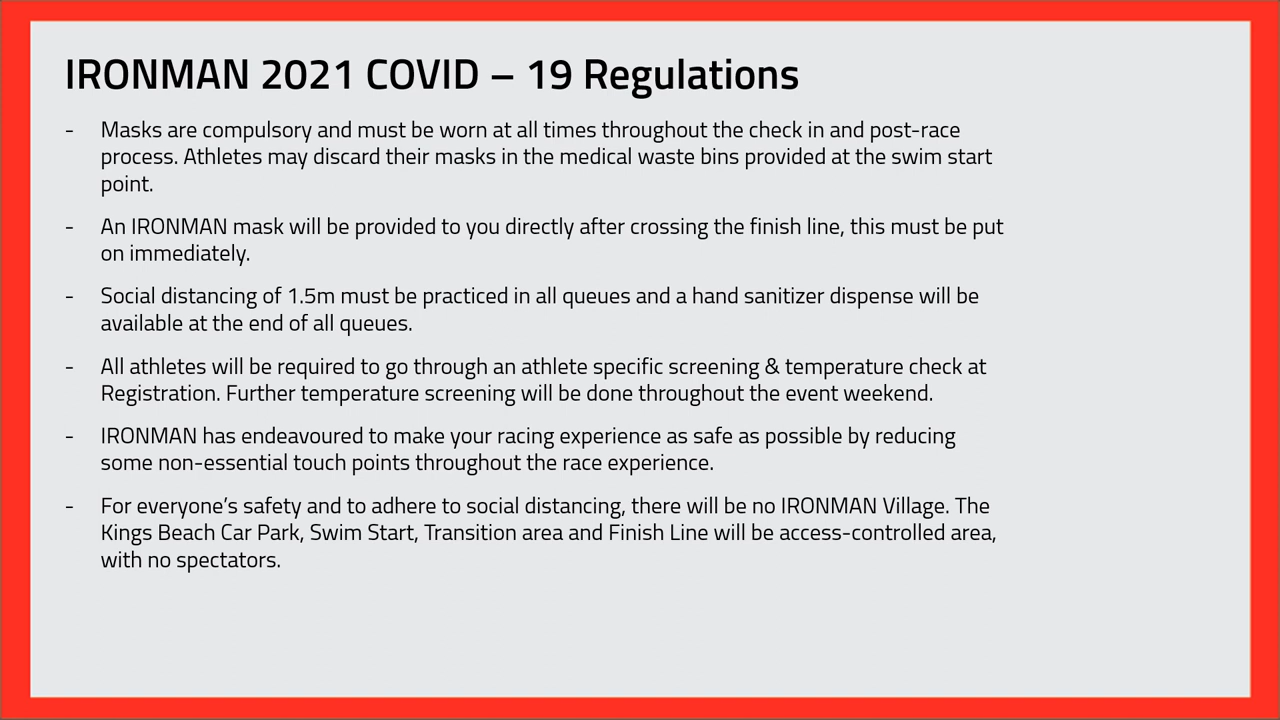 IRONMAN 2021 COVID – 19 Regulations
- Masks are compulsory and must be worn at all times throughout the check in and post-race
process. Athletes may discard their masks in the medical waste bins provided at the swim start
point.
- An IRONMAN mask will be provided to you directly after crossing the finish line, this must be put
on immediately.
- Social distancing of 1.5m must be practiced in all queues and a hand sanitizer dispense will be
available at the end of all queues.
- All athletes will be required to go through an athlete specific screening & temperature check at
Registration. Further temperature screening will be done throughout the event weekend.
- IRONMAN has endeavoured to make your racing experience as safe as possible by reducing
some non-essential touch points throughout the race experience.
- For everyone’s safety and to adhere to social distancing, there will be no IRONMAN Village. The
Kings Beach Car Park, Swim Start, Transition area and Finish Line will be access-controlled area,
with no spectators.